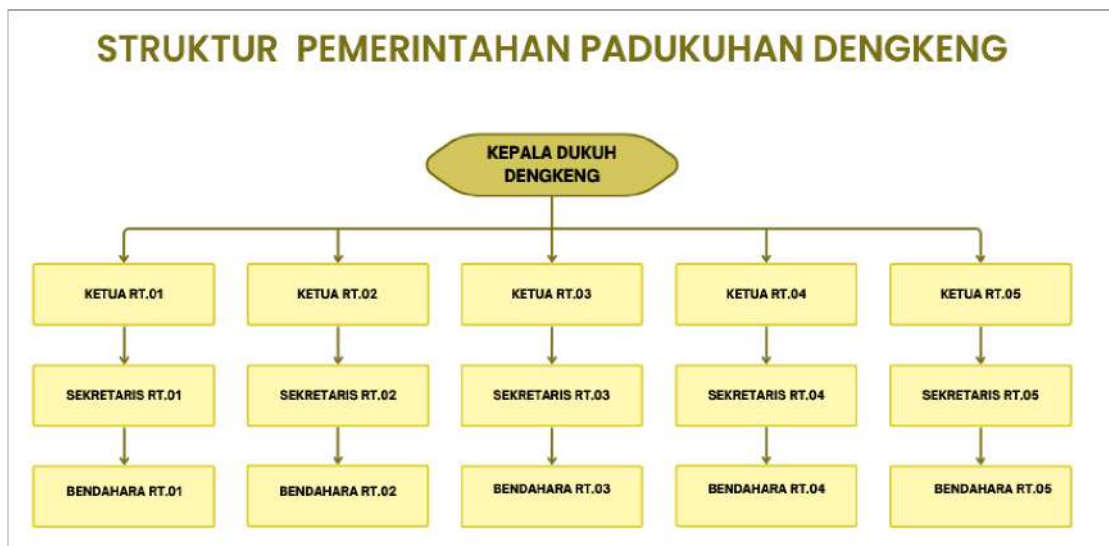 STRUKTUR PEMERINTAHAN PADUKUHAN DENGKENG
KEPALA DUKUH
DENGKENG
KETUA RT.01
KETUA RT.02
KETUA RT.03
KETUA RT.04
KETUA RT.05
SEKRETARIS RT.01
SEKRETARIS RT.02
SEKRETARIS RT.03
SEKRETARIS RT.04
SEKRETARIS RT.05
BENDAHARA RT.01
BENDAHARA RT.02
BENDAHARA RT.03
BENDAHARA RT.04
BENDAHARA RT.05